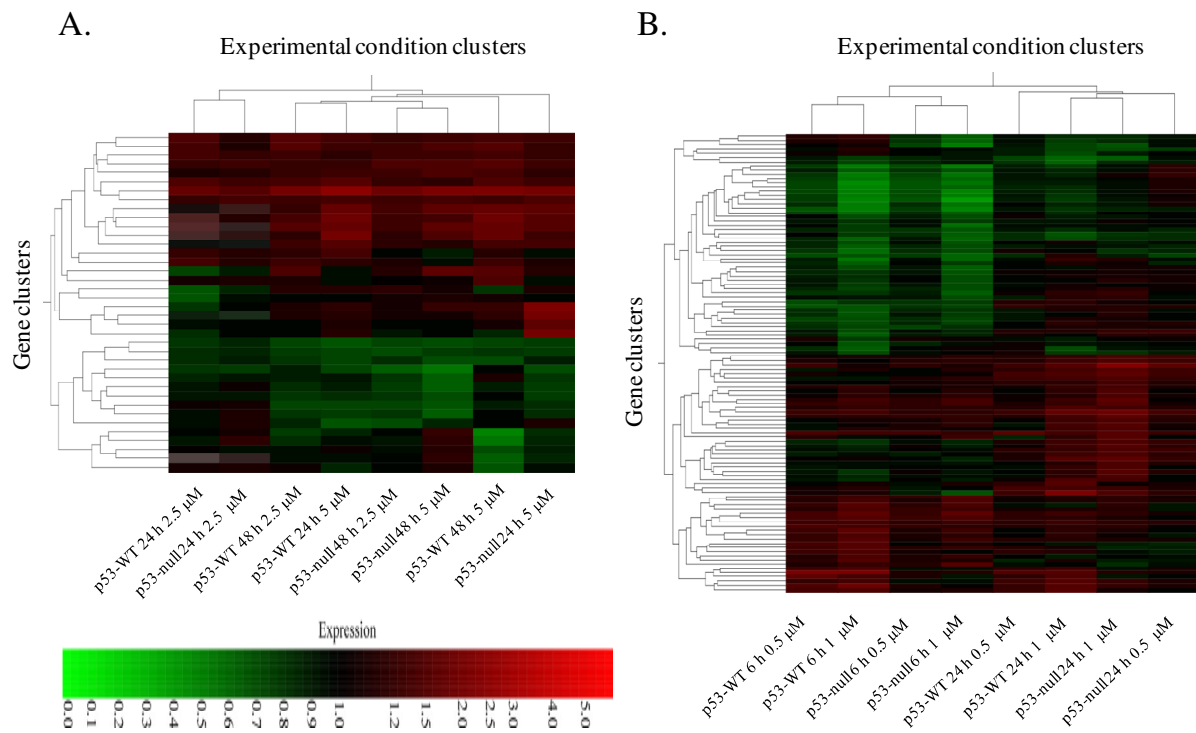 A.
Experimental condition clusters
Gene clusters
p53-WT 24 h 2.5 μM
p53-null24 h 2.5 μM
p53-WT 48 h 2.5 μM
p53-WT 24 h 5 μM
p53-null48 h 2.5 μM
p53-null48 h 5 μM
p53-WT 48 h 5 μM
p53-null24 h 5 μM
Expression
0.0 0.1 0.4 0.5 0.6 0.7 0.8 0.9 1.0 1.2 1.5 2.0 2.5 3.0 4.0 5.0
B.
Experimental condition clusters
Gene clusters
p53-WT 6 h 0.5 μM
p53-WT 6 h 1 μM
p53-null6 h 0.5 μM
p53-null6 h 1 μM
p53-WT 24 h 0.5 μM
p53-WT 24 h 1 μM
p53-null24 h 1 μM
p53-null24 h 0.5 μM